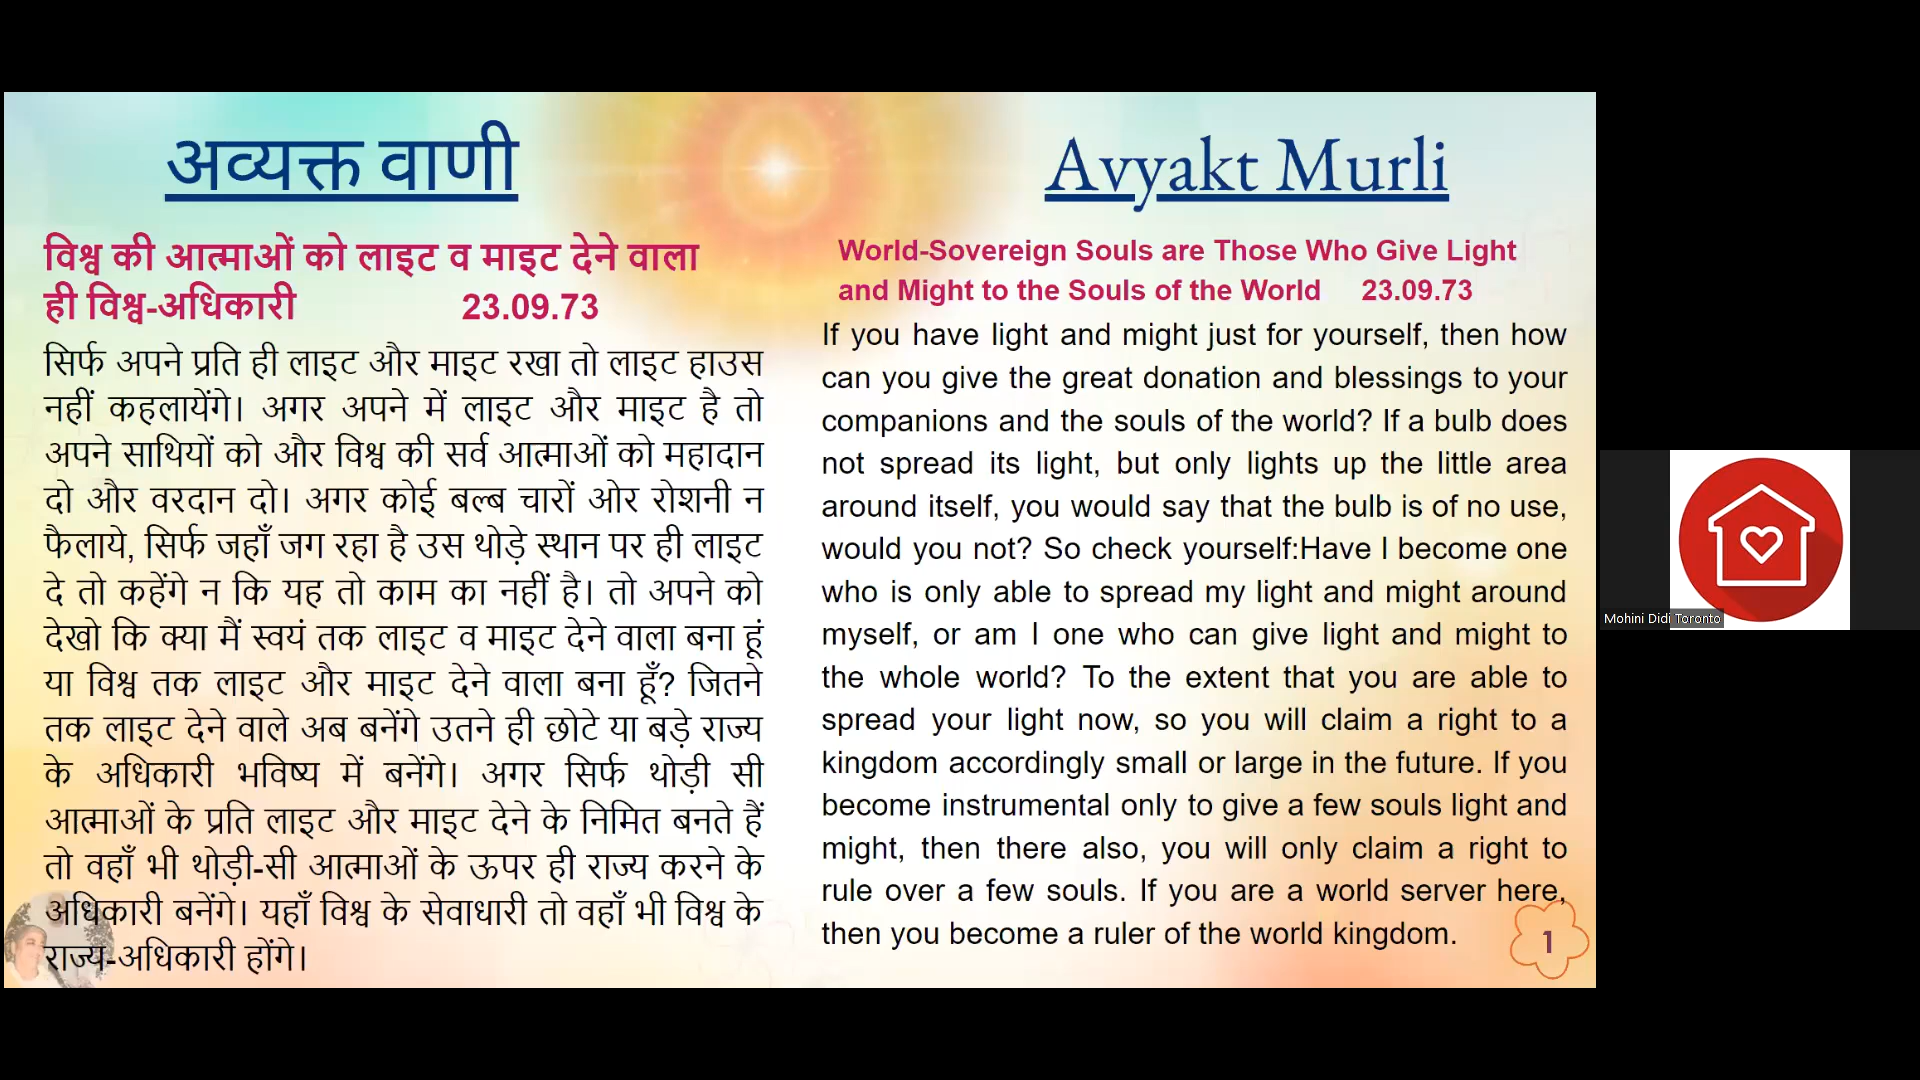 अव्यक्त वाणी
विश्व की आत्माओं को लाइट व माइट देने वाला
ही विश्व-अधिकारी 23.09.73
सिर्फ अपने प्रति ही लाइट और माइट रखा तो लाइट हाउस
नहीं कहलायेंगे। अगर अपने में लाइट और माइट है तो
अपने साथियों को और विश्व की सर्व आत्माओं को महादान
दो और वरदान दो। अगर कोई बल्ब चारों ओर रोशनी न
फैलाये, सिर्फ जहाँ जग रहा है उस थोड़े स्थान पर ही लाइट
दे तो कहेंगे न कि यह तो काम का नहीं है। तो अपने को
देखो कि क्या मैं स्वयं तक लाइट व माइट देने वाला बना हूं
या विश्व तक लाइट और माइट देने वाला बना हूँ? जितने
तक लाइट देने वाले अब बनेंगे उतने ही छोटे या बड़े राज्य
के अधिकारी भविष्य में बनेंगे। अगर सिर्फ थोड़ी सी
आत्माओं के प्रति लाइट और माइट देने के निमित बनते हैं
तो वहाँ भी थोड़ी-सी आत्माओं के ऊपर ही राज्य करने के
अधिकारी बनेंगे। यहाँ विश्व के सेवाधारी तो वहाँ भी विश्व के
राज्य-अधिकारी होंगे।
Avyakt Murli
World-Sovereign Souls are Those Who Give Light
and Might to the Souls of the World 23.09.73
If you have light and might just for yourself, then how
can you give the great donation and blessings to your
companions and the souls of the world? If a bulb does
not spread its light, but only lights up the little area
around itself, you would say that the bulb is of no use,
would you not? So check yourself:Have I become one
who is only able to spread my light and might around
myself, or am I one who can give light and might to
the whole world? To the extent that you are able to
spread your light now, so you will claim a right to a
kingdom accordingly small or large in the future. If you
become instrumental only to give a few souls light and
might, then there also, you will only claim a right to
rule over a few souls. If you are a world server here,
then you become a ruler of the world kingdom.
1
Mohini Didi Toronto